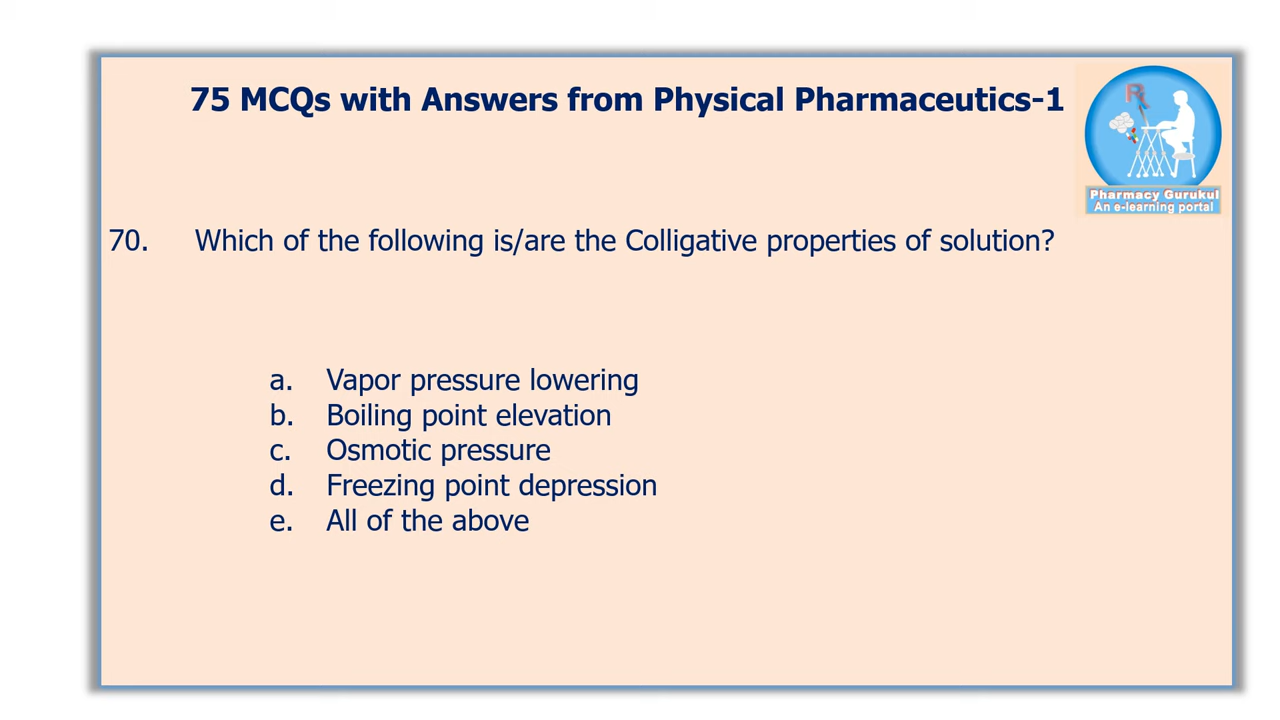 75 MCQs with Answers from Physical Pharmaceutics-1
Pharmacy Gurukul
An e-learning portal
70. Which of the following is/are the Colligative properties of solution?
a. Vapor pressure lowering
b. Boiling point elevation
c. Osmotic pressure
d. Freezing point depression
e. All of the above